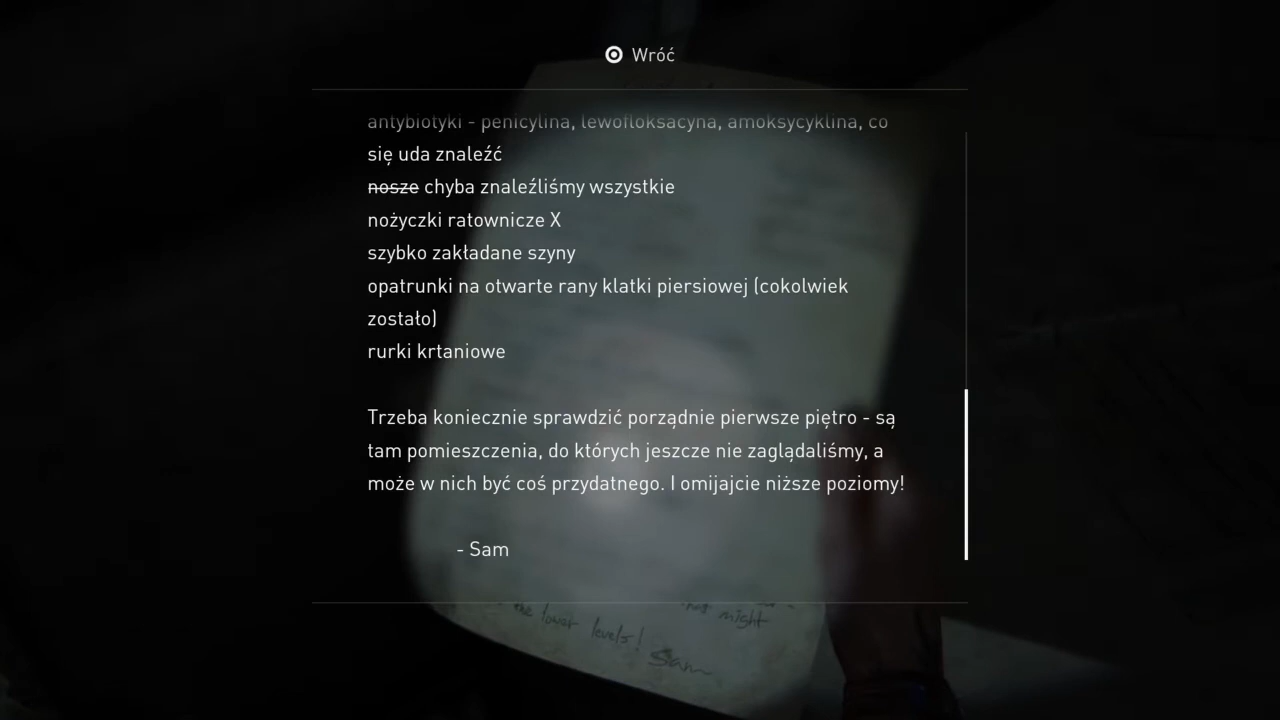 Wróć
antybiotyki - penicylina, lewofloksacyna, amoksycyklina, co
się uda znaleźć
nosze chyba znaleźliśmy wszystkie
nożyczki ratownicze X
szybko zakładane szyny
opatrunki na otwarte rany klatki piersiowej (cokolwiek
zostało)
rurki krtaniowe
Trzeba koniecznie sprawdzić porządnie pierwsze piętro - są
tam pomieszczenia, do których jeszcze nie zaglądaliśmy, a
może w nich być coś przydatnego. I omijajcie niższe poziomy!
- Sam
might
the lower levels!
Sam